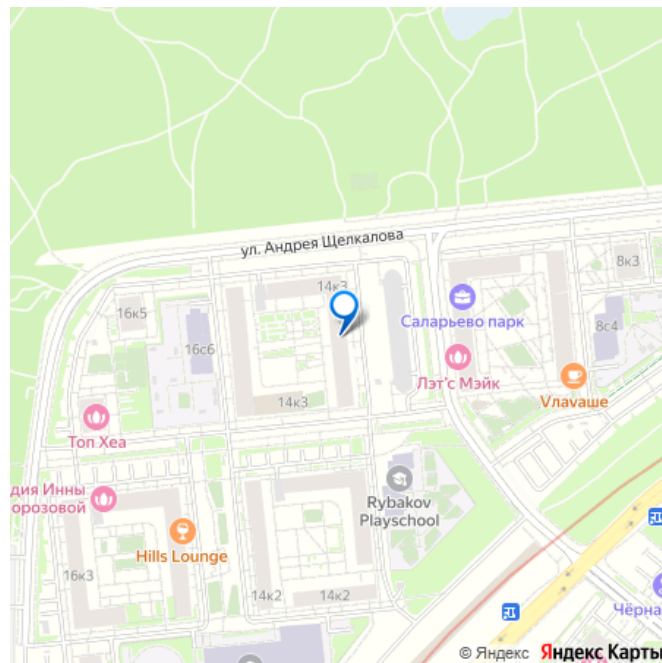 ул. Андрея Щелкалова
8к3
14к3
16к5
Саларьево парк
8с4
16с6
Лэт'с Мэйк
Vлаvаше
14к3
Топ Хеа
дия Инны
орозовой
Rybakov
Playschool
Hills Lounge
16к3
14к2
14к2
Чёрна
© Яндекс Яндекс Карты